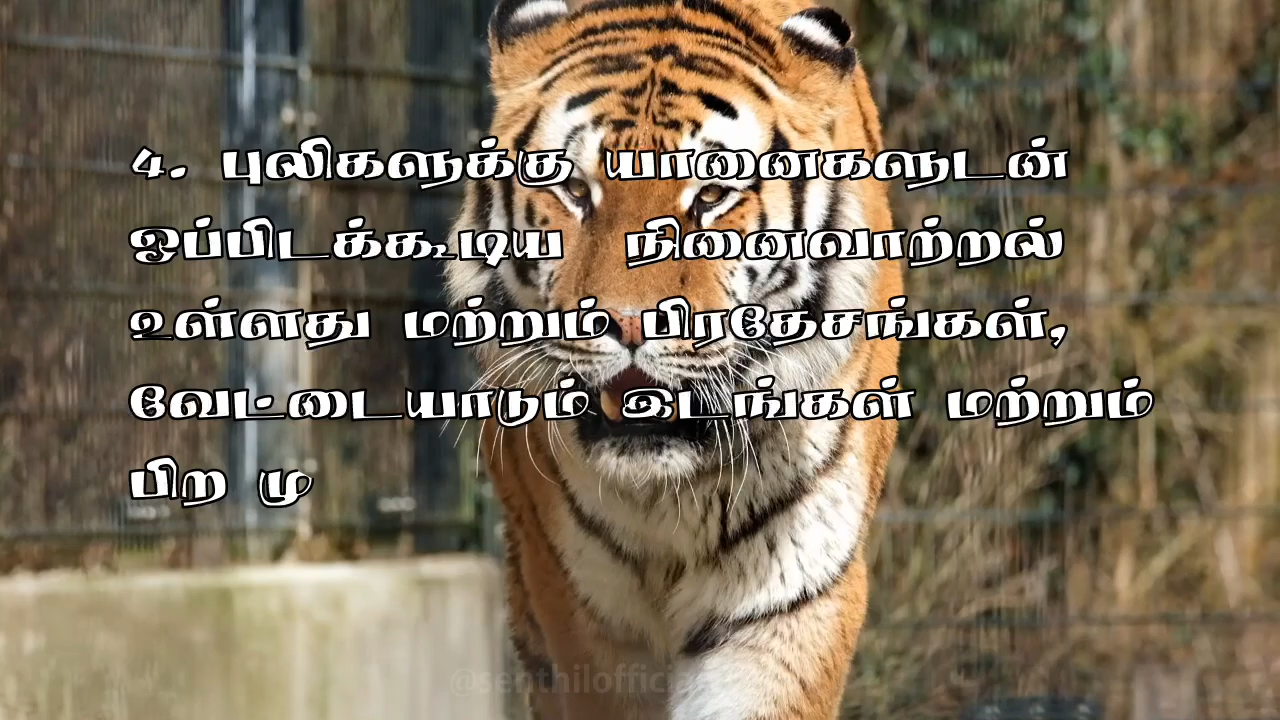 4. புலிகளுக்கு யானைகளுடன்
ஒப்பிடக்கூடிய நினைவாற்றல்
உள்ளது மற்றும் பிரதேசங்கள்,
வேட்டையாடும் இடங்கள் மற்றும்
பிற மு